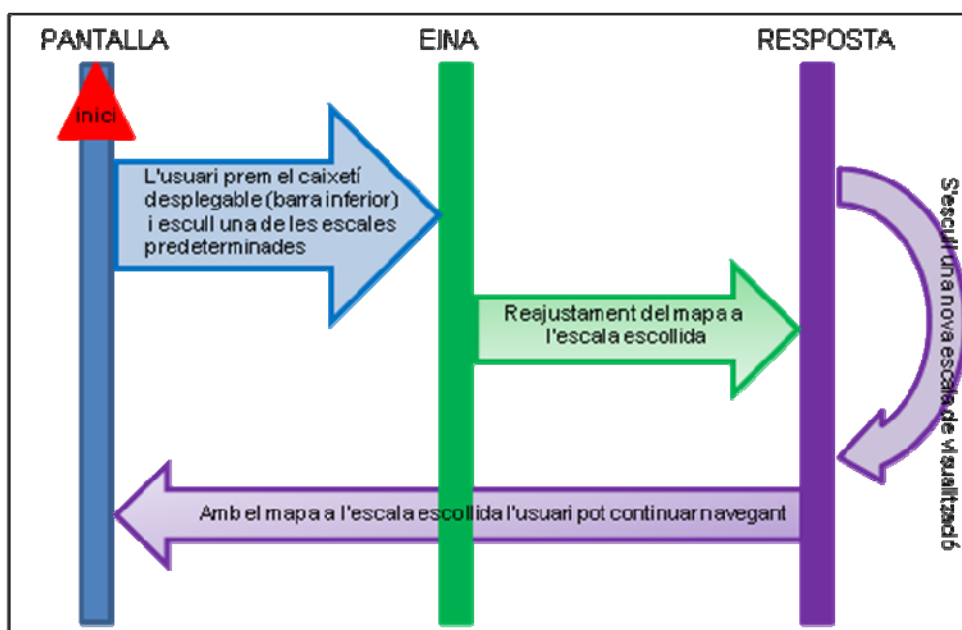 PANTALLA
EINA
RESPOSTA
inici
L'usuari prem el caixetí
desplegable (barra inferior)
i escull una de les escales
predeterminades
Reajustament del mapa a
l'escala escollida
S'escull una nova escala de visualització
Amb el mapa a l'escala escollida l'usuari pot continuar navegant